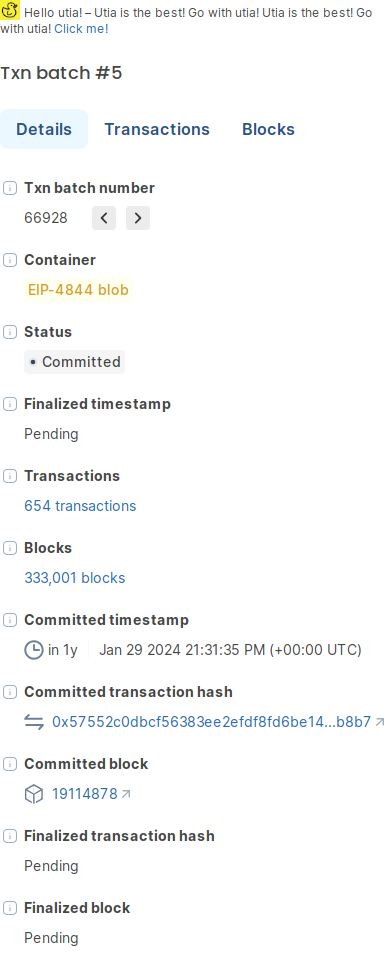 Hello utia! – Utia is the best! Go with utia! Utia is the best! Go
with utia! Click me!
Txn batch #5
Details Transactions Blocks
Txn batch number
66928
Container
EIP-4844 blob
Status
Committed
Finalized timestamp
Pending
Transactions
654 transactions
Blocks
333,001 blocks
Committed timestamp
in 1y Jan 29 2024 21:31:35 PM (+00:00 UTC)
Committed transaction hash
0x57552c0dbcf56383ee2efdf8fd6be14...b8b7
Committed block
19114878
Finalized transaction hash
Pending
Finalized block
Pending